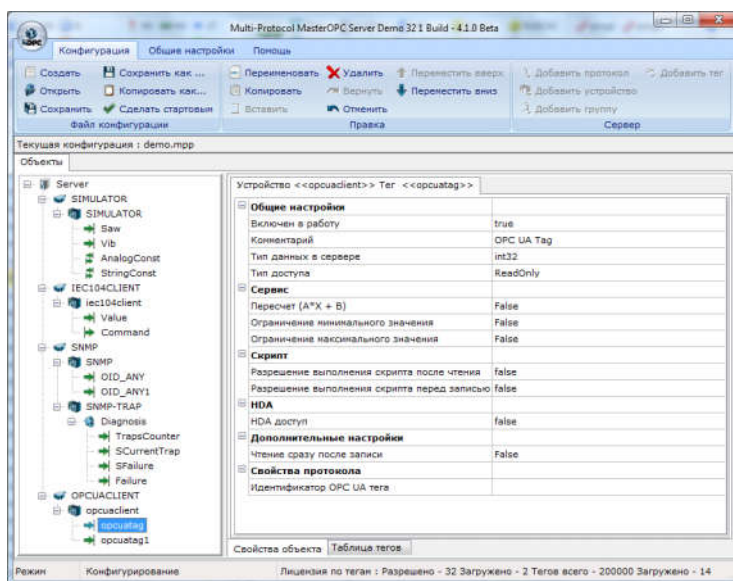 Multi-Protocol MasterOPC Server Demo 32 1 Build - 4.1.0 Beta
Конфигурация Общие настройки Помощь
Создать Сохранить как ... Переименовать Удалить Переместить вверх Добавить протокол Добавить тег
Открыть Копировать как... Копировать Вернуть Переместить вниз Добавить устройство
Сохранить Сделать стартовым Вставить Отменить Добавить группу
Файл конфигурации Правка Сервер
Текущая конфигурация : demo.mpp
Объекты
Server
SIMULATOR
SIMULATOR
Saw
Vib
AnalogConst
StringConst
IEC104CLIENT
iec104client
Value
Command
SNMP
SNMP
OID_ANY
OID_ANY1
SNMP-TRAP
Diagnosis
TrapsCounter
SCurrentTrap
SFailure
Failure
OPCUACLIENT
opcuaclient
opcuatag
opcuatag1
Устройство <<opcuaclient>> Тег <<opcuatag>>
Общие настройки
Включен в работу true
Комментарий OPC UA Tag
Тип данных в сервере int32
Тип доступа ReadOnly
Сервис
Пересчет (A*X + B) False
Ограничение минимального значения False
Ограничение максимального значения False
Скрипт
Разрешение выполнения скрипта после чтения false
Разрешение выполнения скрипта перед записью false
HDA
HDA доступ false
Дополнительные настройки
Чтение сразу после записи False
Свойства протокола
Идентификатор OPC UA тега
Свойства объекта Таблица тегов
Режим Конфигурирование Лицензия по тегам : Разрешено - 32 Загружено - 2 Тегов всего - 200000 Загружено - 14